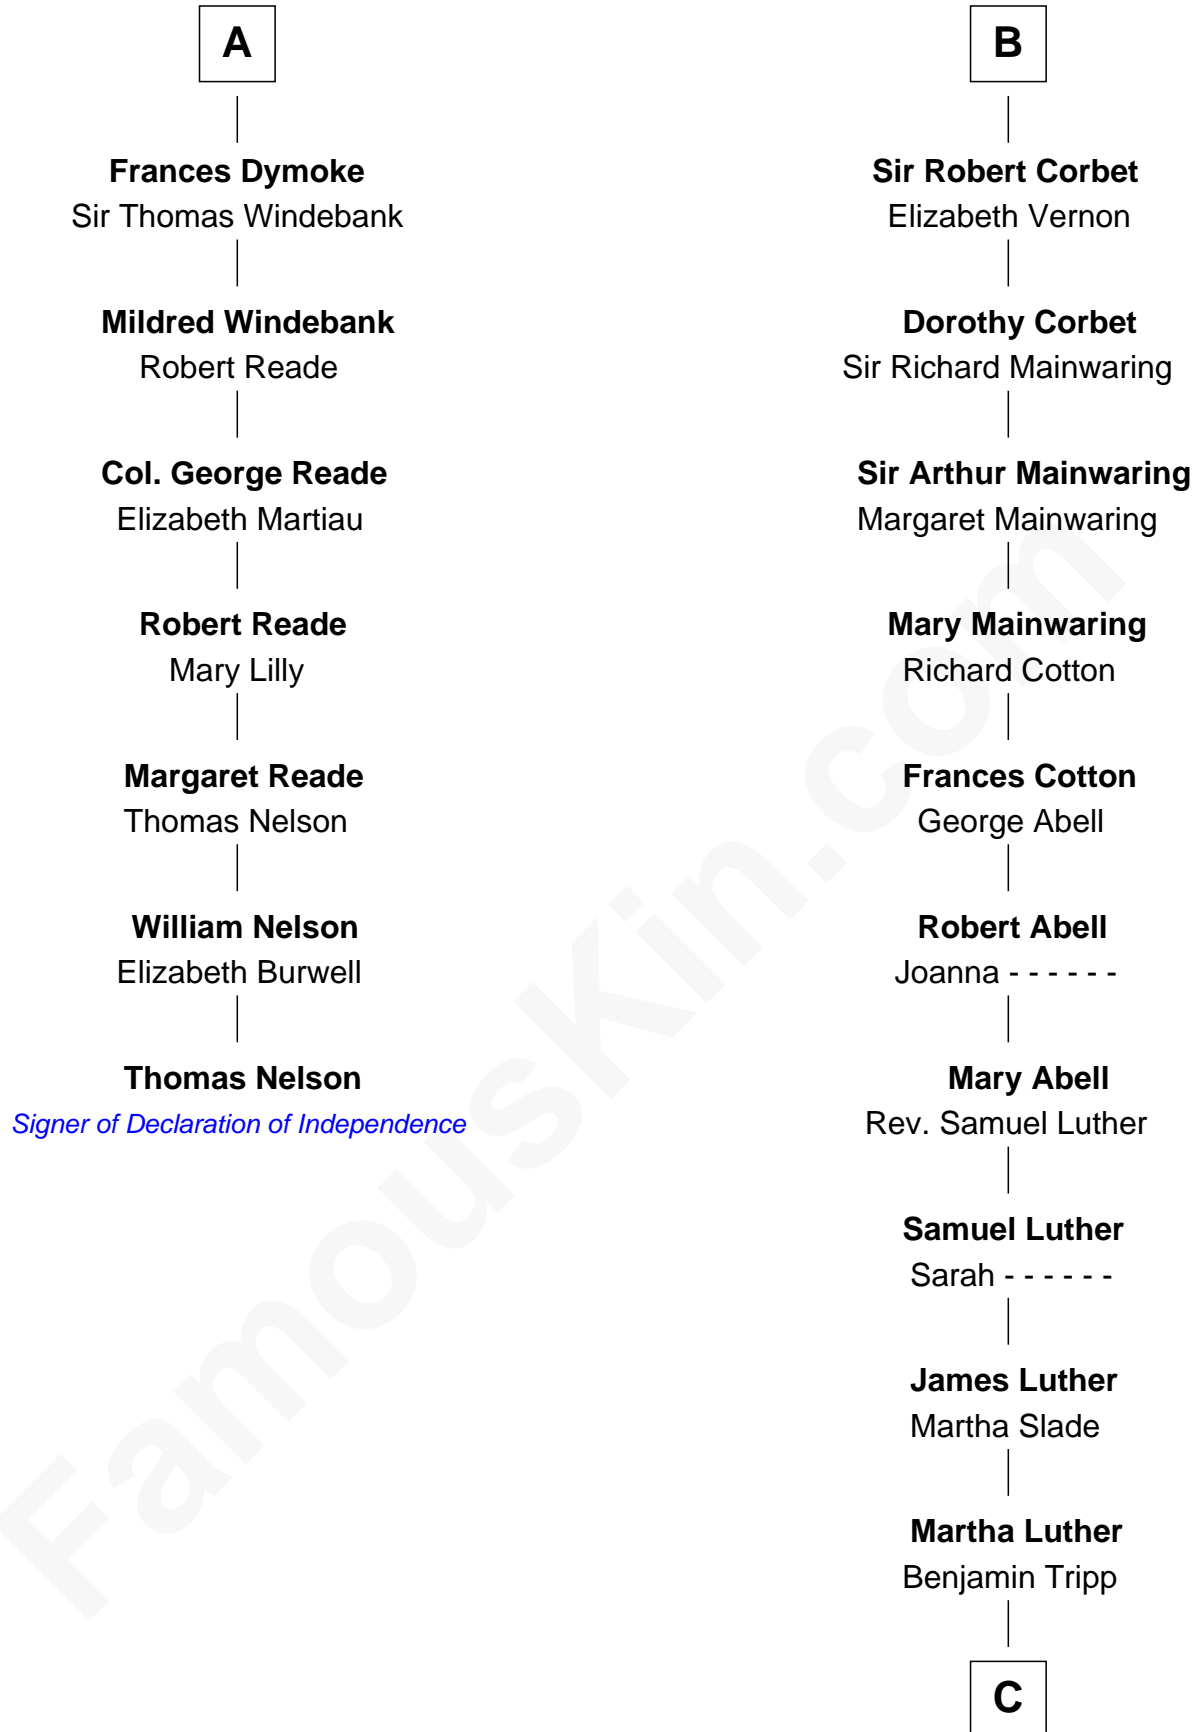 A
Frances Dymoke
Sir Thomas Windebank
Mildred Windebank
Robert Reade
Col. George Reade
Elizabeth Martiau
Robert Reade
Mary Lilly
Margaret Reade
Thomas Nelson
William Nelson
Elizabeth Burwell
Thomas Nelson
Signer of Declaration of Independence
B
Sir Robert Corbet
Elizabeth Vernon
Dorothy Corbet
Sir Richard Mainwaring
Sir Arthur Mainwaring
Margaret Mainwaring
Mary Mainwaring
Richard Cotton
Frances Cotton
George Abell
Robert Abell
Joanna - - - - - -
Mary Abell
Rev. Samuel Luther
Samuel Luther
Sarah - - - - - -
James Luther
Martha Slade
Martha Luther
Benjamin Tripp
C
FamousKin.com